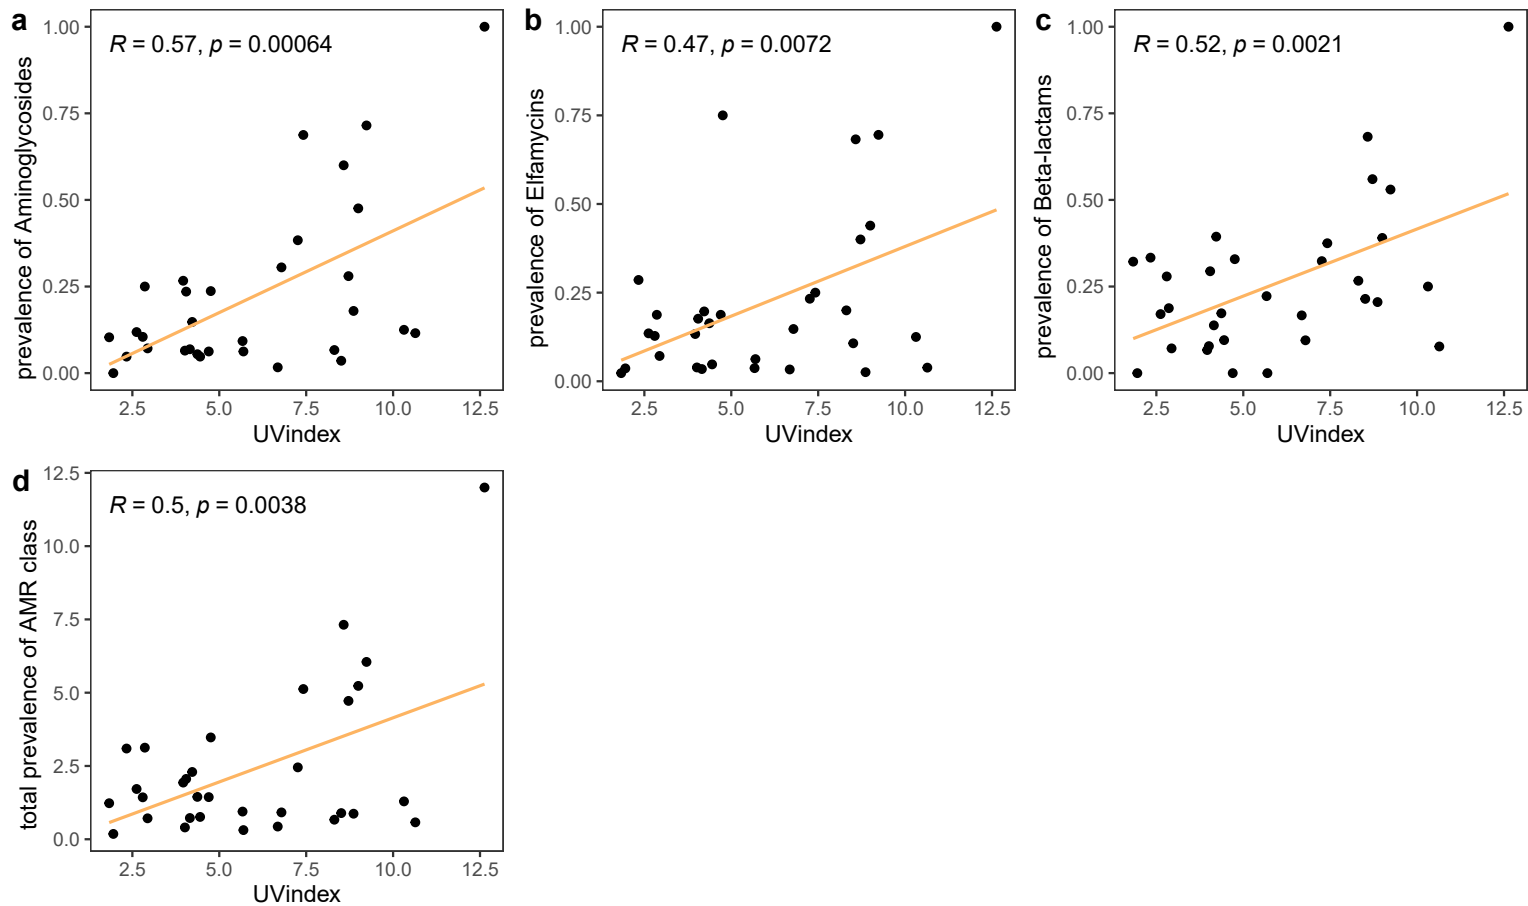 a
R = 0.57, p = 0.00064
prevalence of Aminoglycosides
1.00
0.75
0.50
0.25
0.00
2.5 5.0 7.5 10.0 12.5
UVindex
b
R = 0.47, p = 0.0072
prevalence of Elfamycins
1.00
0.75
0.50
0.25
0.00
2.5 5.0 7.5 10.0 12.5
UVindex
c
R = 0.52, p = 0.0021
prevalence of Beta-lactams
1.00
0.75
0.50
0.25
0.00
2.5 5.0 7.5 10.0 12.5
UVindex
d
R = 0.5, p = 0.0038
total prevalence of AMR class
12.5
10.0
7.5
5.0
2.5
0.0
2.5 5.0 7.5 10.0 12.5
UVindex